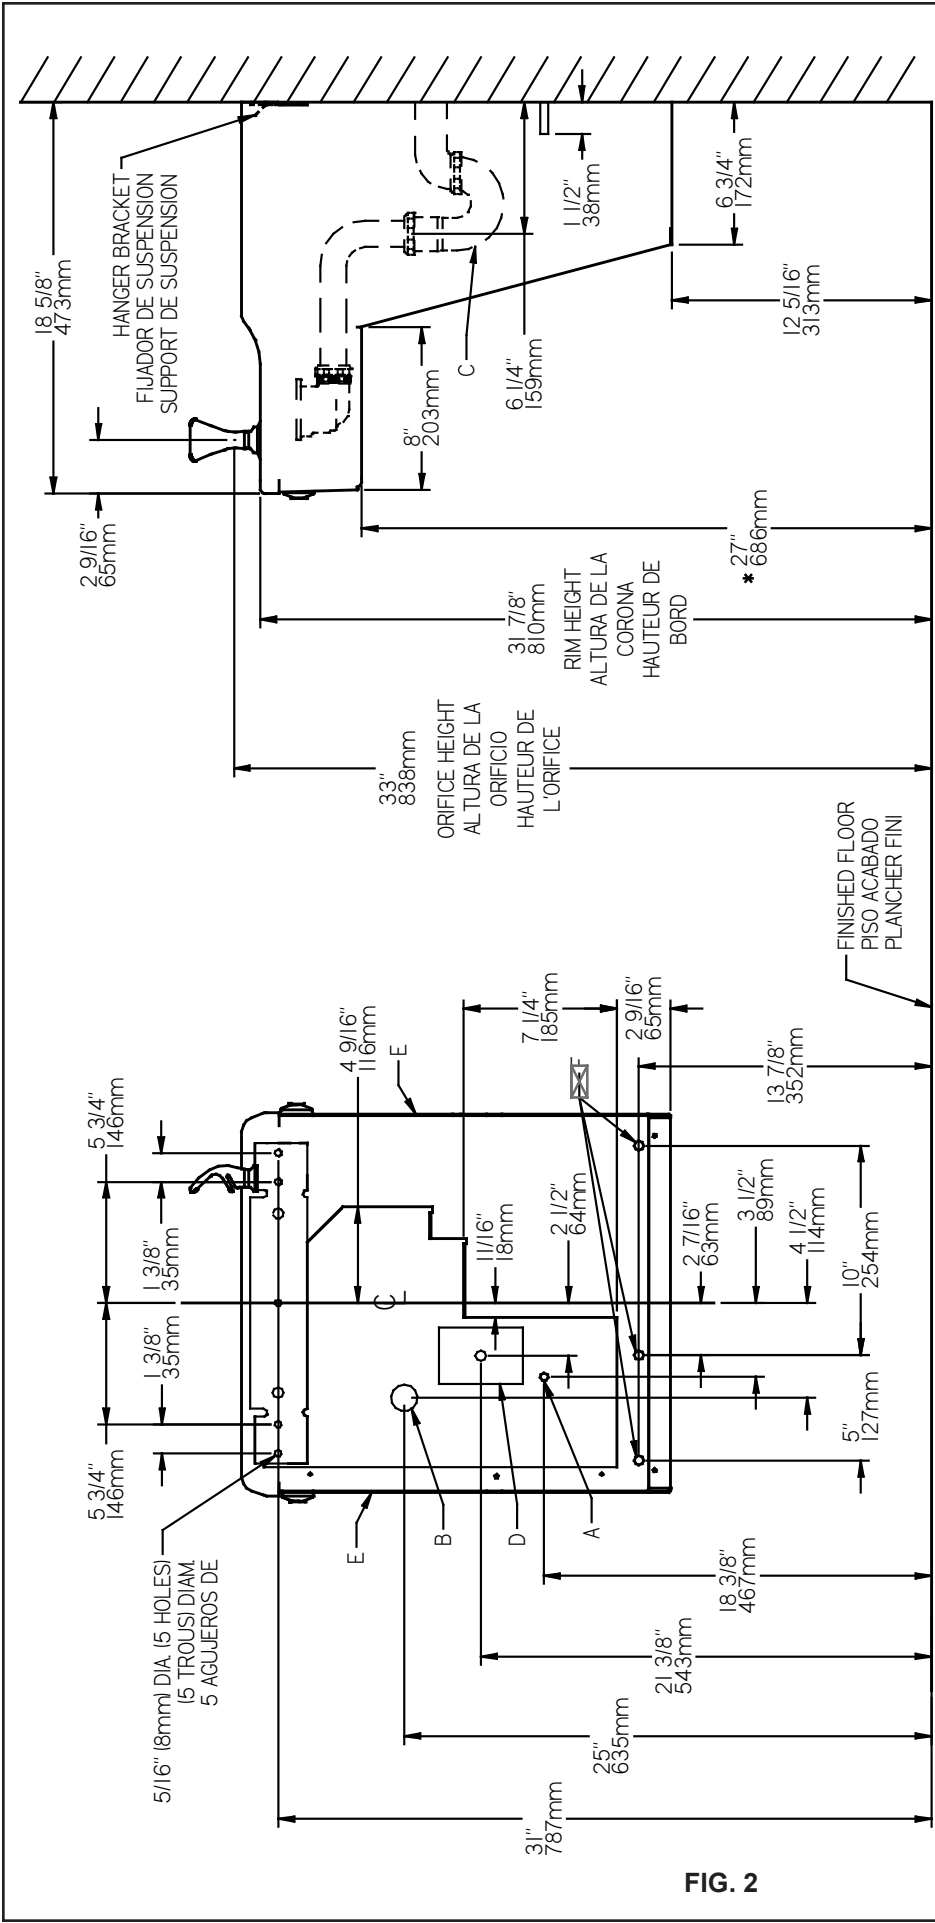 18 5/8"
473mm
2 9/16"
65mm
HANGER BRACKET
FIJADOR DE SUSPENSION
SUPPORT DE SUSPENSION
C
1 1/2"
38mm
6 1/4"
159mm
8"
203mm
6 3/4"
172mm
12 5/16"
313mm
* 27"
686mm
31 7/8"
810mm
RIM HEIGHT
ALTURA DE LA
CORONA
HAUTEUR DE
BORD
33"
838mm
ORIFICE HEIGHT
ALTURA DE LA
ORIFICIO
HAUTEUR DE
L'ORIFICE
FINISHED FLOOR
PISO ACABADO
PLANCHER FINI
5 3/4"
146mm
5 3/4"
146mm
1 3/8"
35mm
1 3/8"
35mm
5/16" (8mm) DIA. (5 HOLES)
(5 TROUS) DIAM.
5 AGUJEROS DE
4 9/16"
116mm
E
E
CL
7 1/4"
185mm
2 9/16"
65mm
13 7/8"
352mm
11/16"
18mm
2 1/2"
64mm
2 7/16"
63mm
3 1/2"
89mm
4 1/2"
114mm
10"
254mm
5"
127mm
B
D
A
18 3/8"
467mm
21 3/8"
543mm
25"
635mm
31"
787mm
FIG. 2